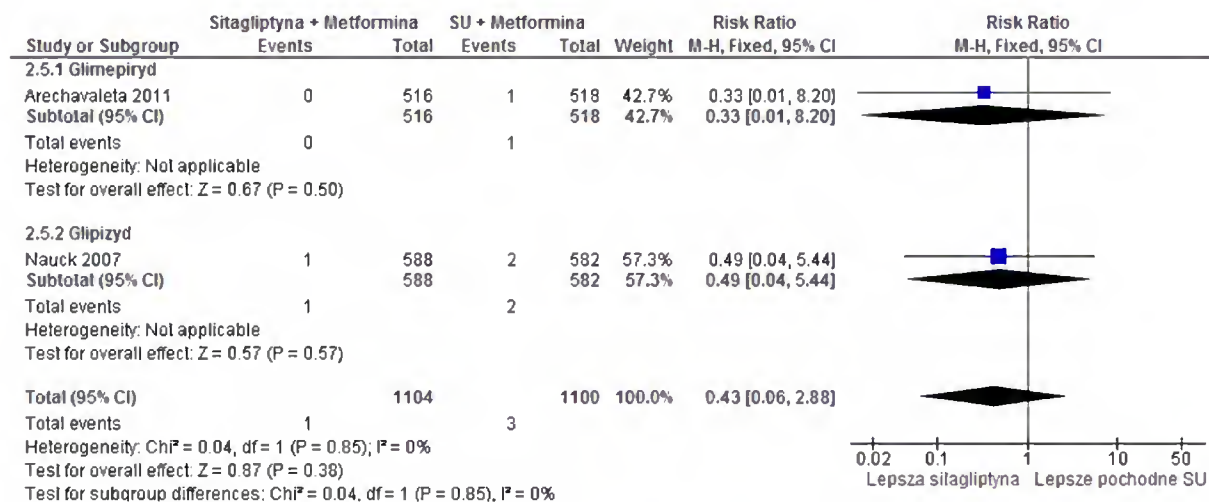 Sitagliptyna + Metformina SU + Metformina Risk Ratio Risk Ratio
Study or Subgroup Events Total Events Total Weight M-H, Fixed, 95% CI M-H, Fixed, 95% CI
2.5.1 Glimepiryd
Arechavaleta 2011 0 516 1 518 42.7% 0.33 [0.01, 8.20]
Subtotal (95% CI) 516 518 42.7% 0.33 [0.01, 8.20]
Total events 0 1
Heterogeneity: Not applicable
Test for overall effect: Z = 0.67 (P = 0.50)
2.5.2 Glipizyd
Nauck 2007 1 588 2 582 57.3% 0.49 [0.04, 5.44]
Subtotal (95% CI) 588 582 57.3% 0.49 [0.04, 5.44]
Total events 1 2
Heterogeneity: Not applicable
Test for overall effect: Z = 0.57 (P = 0.57)
Total (95% CI) 1104 1100 100.0% 0.43 [0.06, 2.88]
Total events 1 3
Heterogeneity: Chi² = 0.04, df = 1 (P = 0.85); I² = 0%
Test for overall effect: Z = 0.87 (P = 0.38)
Test for subgroup differences: Chi² = 0.04, df = 1 (P = 0.85), I² = 0%
0.02 0.1 1 10 50
Lepsza sitagliptyna Lepsze pochodne SU